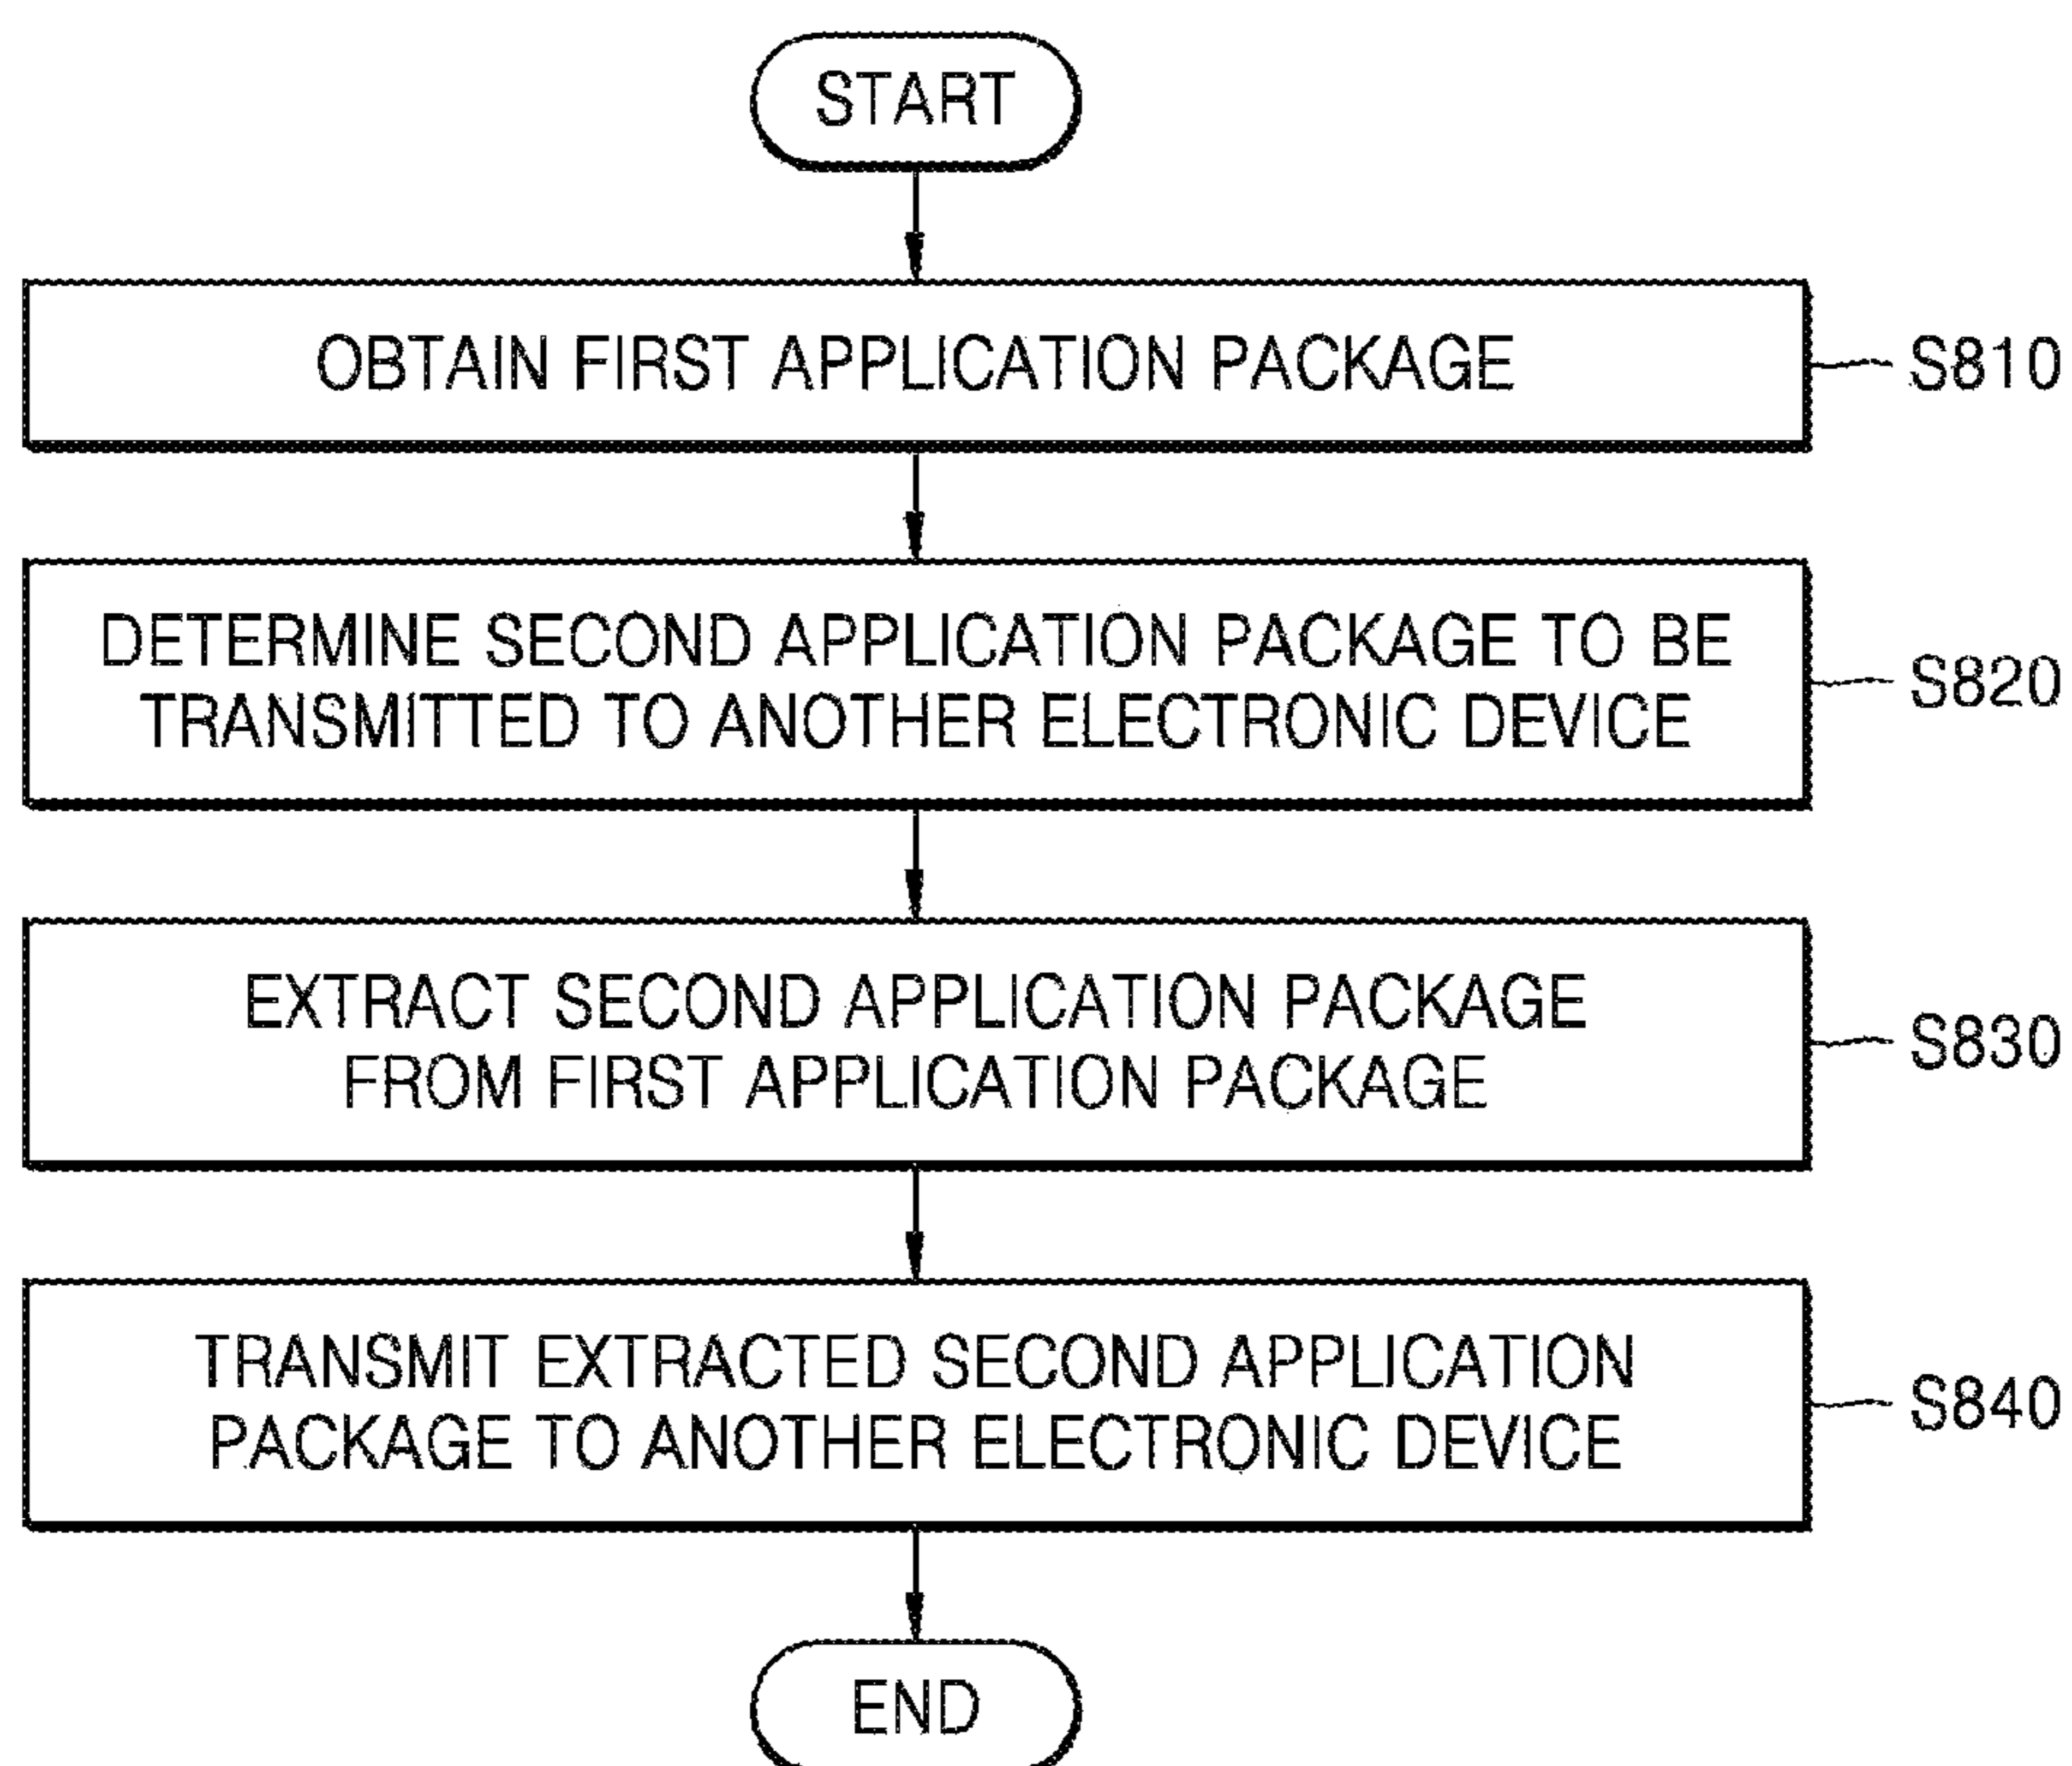 START
OBTAIN FIRST APPLICATION PACKAGE
S810
DETERMINE SECOND APPLICATION PACKAGE TO BE
TRANSMITTED TO ANOTHER ELECTRONIC DEVICE
S820
EXTRACT SECOND APPLICATION PACKAGE
FROM FIRST APPLICATION PACKAGE
S830
TRANSMIT EXTRACTED SECOND APPLICATION
PACKAGE TO ANOTHER ELECTRONIC DEVICE
S840
END